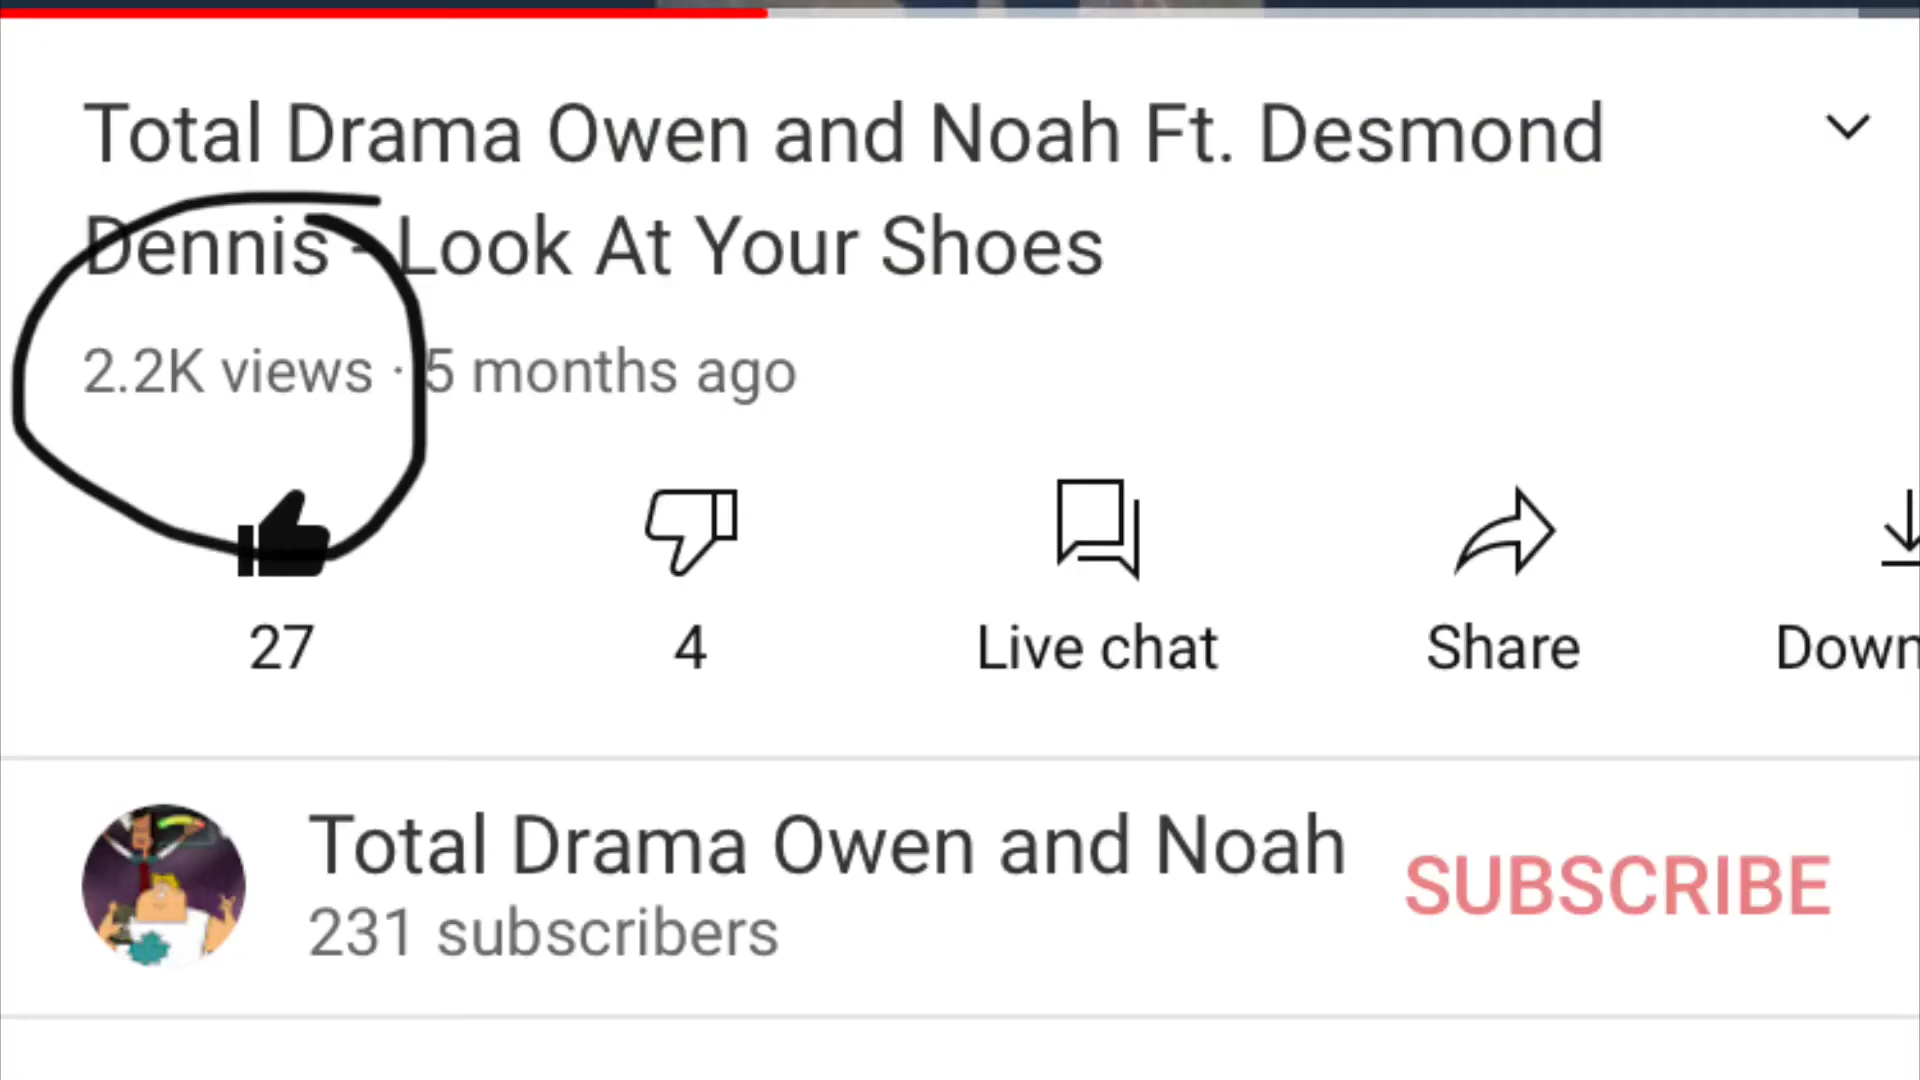 Total Drama Owen and Noah Ft. Desmond
Dennis - Look At Your Shoes
2.2K views · 5 months ago
27
4
Live chat
Share
Down
Total Drama Owen and Noah
231 subscribers
SUBSCRIBE